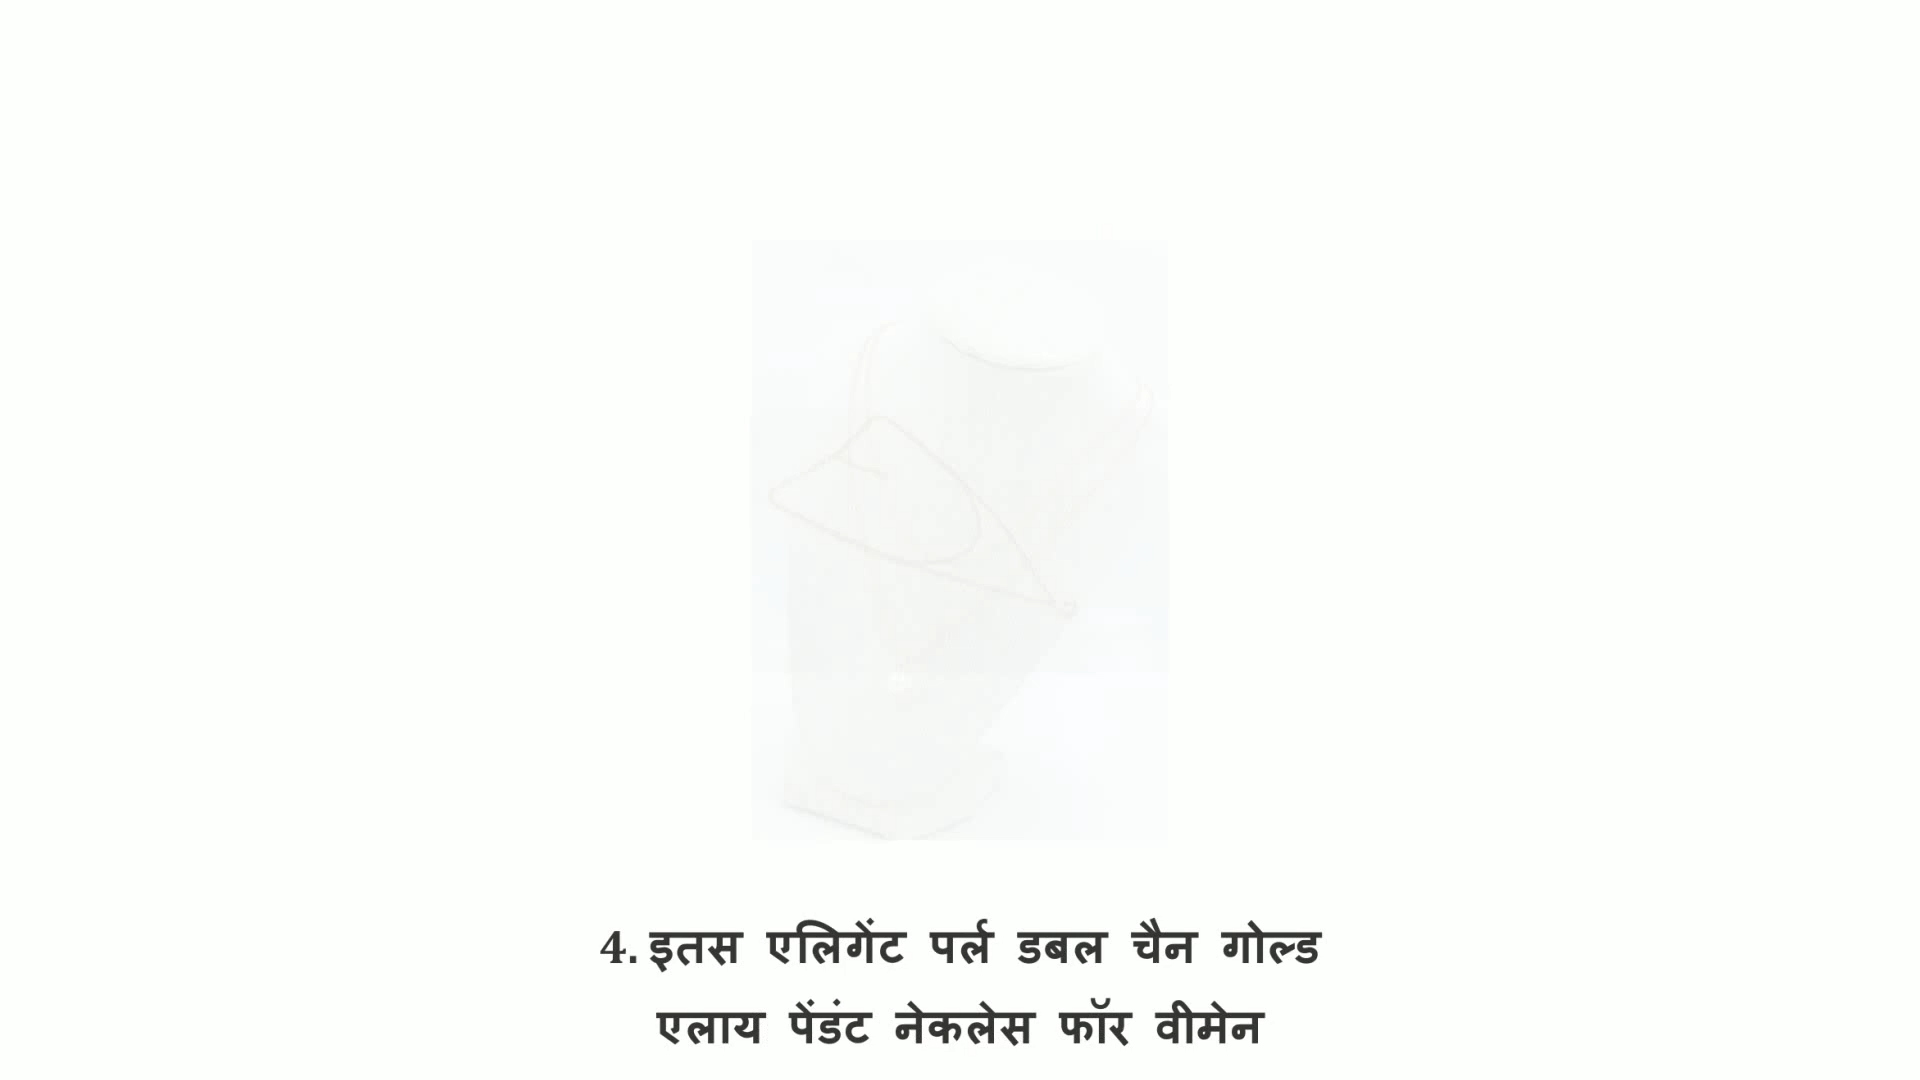 4. इतस एलिगेंट पर्ल डबल चैन गोल्ड
एलाय पेंडंट नेकलेस फॉर वीमेन